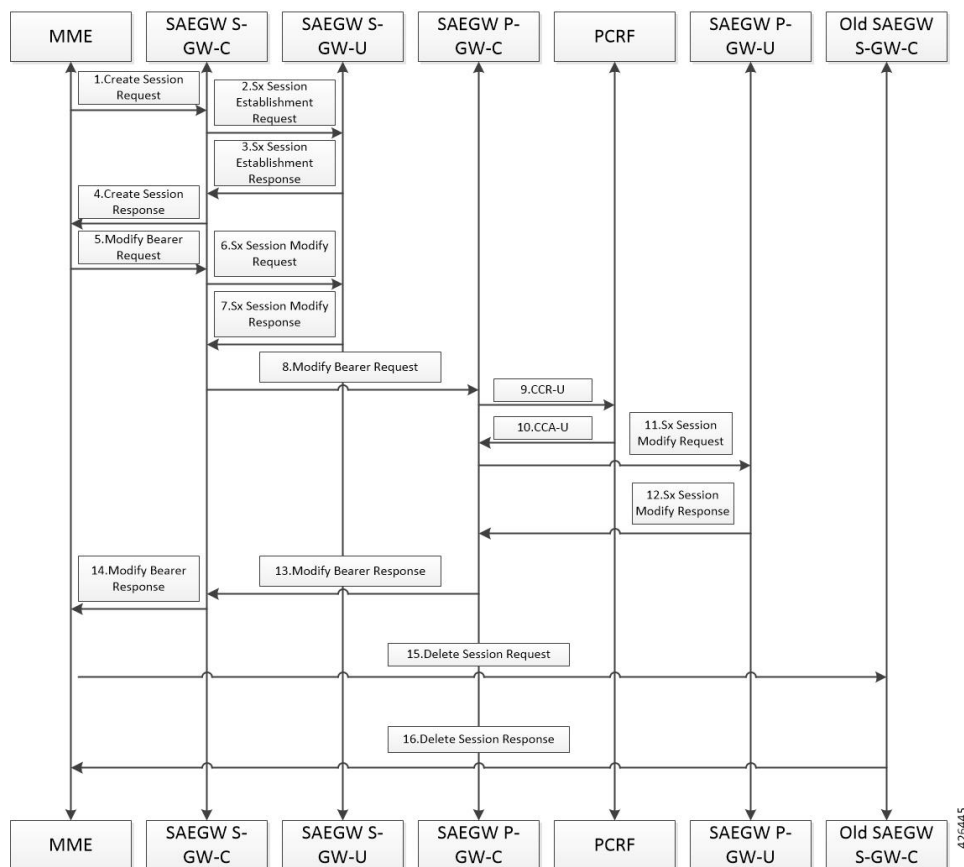 MME
SAEGW S-
GW-C
SAEGW S-
GW-U
SAEGW P-
GW-C
PCRF
SAEGW P-
GW-U
Old SAEGW
S-GW-C
1.Create Session
Request
2.Sx Session
Establishment
Request
3.Sx Session
Establishment
Response
4.Create Session
Response
5.Modify Bearer
Request
6.Sx Session Modify
Request
7.Sx Session Modify
Response
8.Modify Bearer Request
9.CCR-U
10.CCA-U
11.Sx Session
Modify Request
12.Sx Session
Modify Response
13.Modify Bearer Response
14.Modify Bearer
Response
15.Delete Session Request
16.Delete Session Response
MME
SAEGW S-
GW-C
SAEGW S-
GW-U
SAEGW P-
GW-C
PCRF
SAEGW P-
GW-U
Old SAEGW
S-GW-C
426445